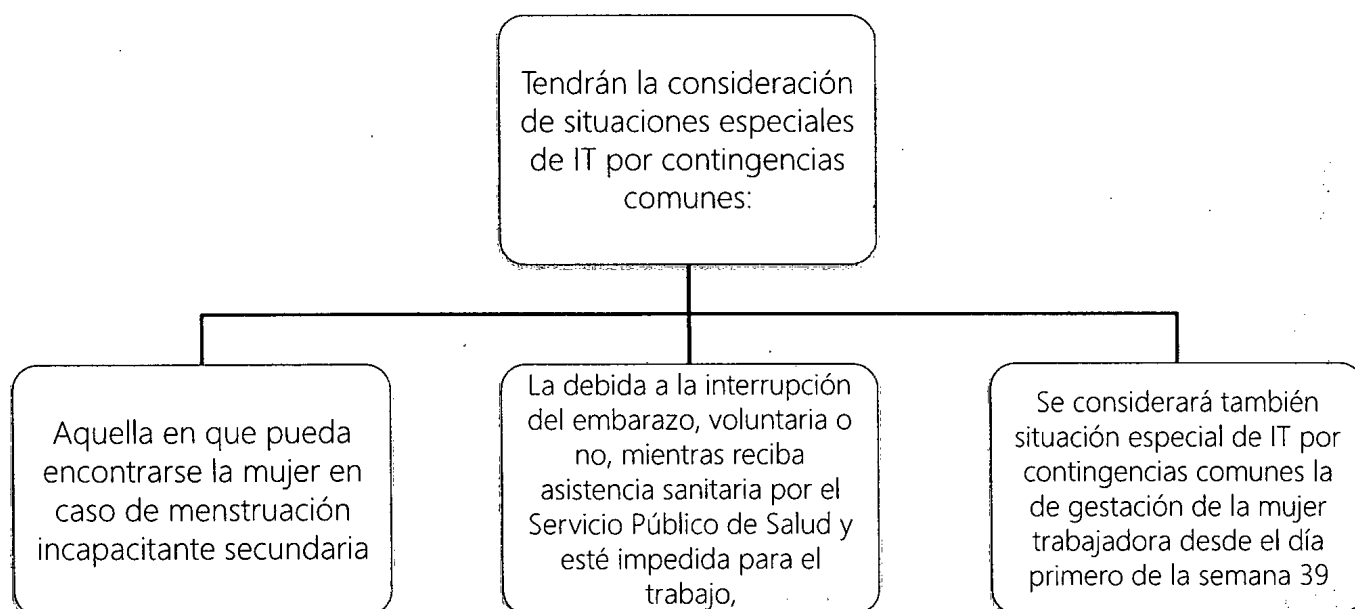 Tendrán la consideración
de situaciones especiales
de IT por contingencias
comunes:
Aquella en que pueda
encontrarse la mujer en
caso de menstruación
incapacitante secundaria
La debida a la interrupción
del embarazo, voluntaria o
no, mientras reciba
asistencia sanitaria por el
Servicio Público de Salud y
esté impedida para el
trabajo,
Se considerará también
situación especial de IT por
contingencias comunes la
de gestación de la mujer
trabajadora desde el día
primero de la semana 39